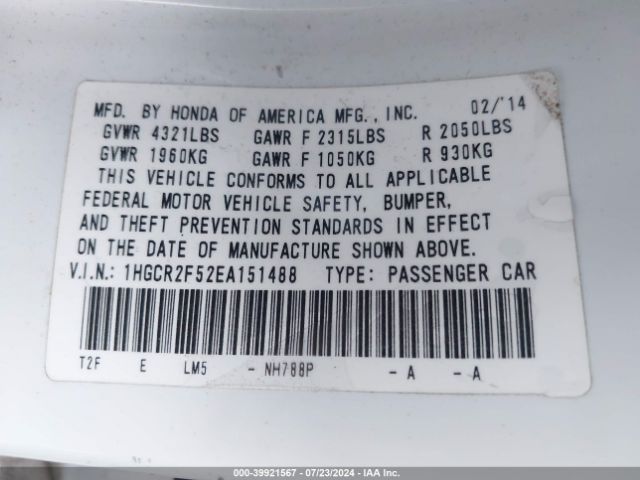 MFD. BY HONDA OF AMERICA MFG., INC. 02/'14
GVWR 4321LBS GAWR F 2315LBS R 2050LBS
GVWR 1960KG GAWR F 1050KG R 930KG
THIS VEHICLE CONFORMS TO ALL APPLICABLE
FEDERAL MOTOR VEHICLE SAFETY, BUMPER,
AND THEFT PREVENTION STANDARDS IN EFFECT
ON THE DATE OF MANUFACTURE SHOWN ABOVE.
V.I.N.: 1HGCR2F52EA151488 TYPE: PASSENGER CAR
T2F E LM5 - NH788P - A - A
000-39921567 - 07/23/2024 - IAA Inc.